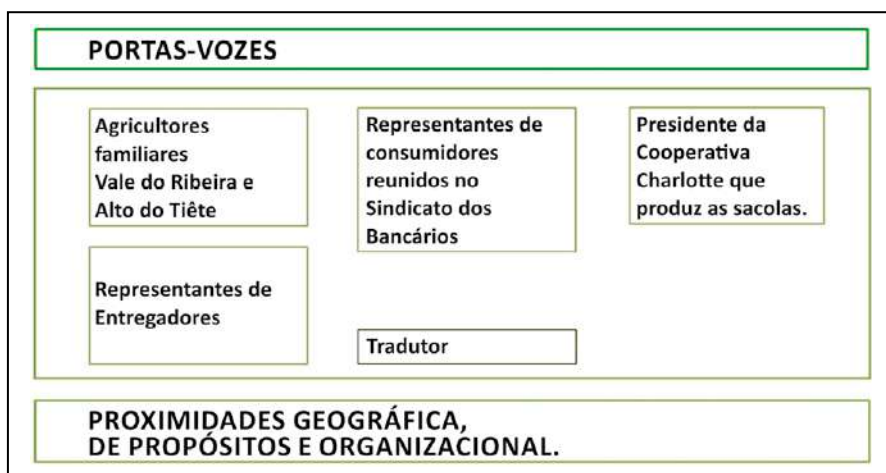 PORTAS-VOZES
Agricultores
familiares
Vale do Ribeira e
Alto do Tiête
Representantes de
consumidores
reunidos no
Sindicato dos
Bancários
Presidente da
Cooperativa
Charlotte que
produz as sacolas.
Representantes de
Entregadores
Tradutor
PROXIMIDADES GEOGRÁFICA,
DE PROPÓSITOS E ORGANIZACIONAL.